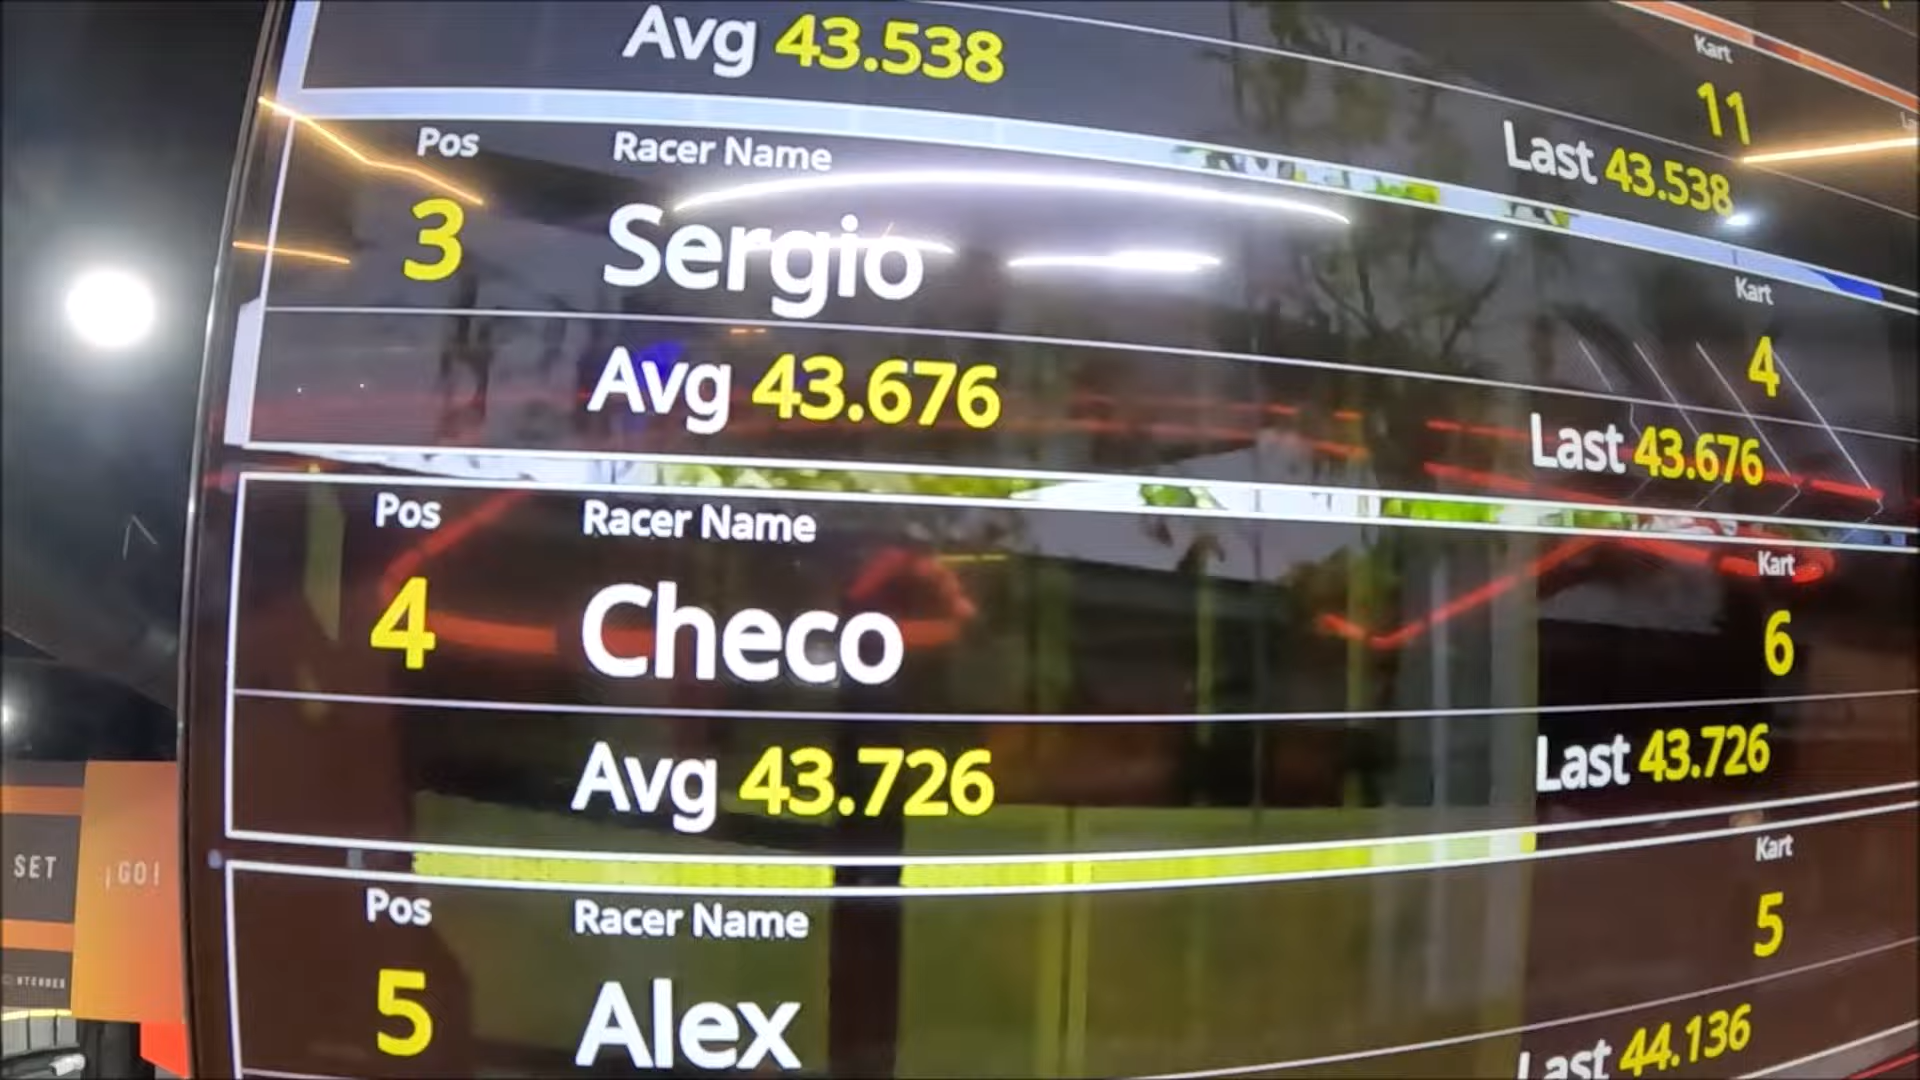 Avg 43.538
Kart
11
Last 43.538
Pos
Racer Name
3
Sergio
Kart
4
Avg 43.676
Last 43.676
Pos
Racer Name
Kart
4
Checo
6
Avg 43.726
Last 43.726
Pos
Racer Name
Kart
5
Alex
5
Last 44.136
SET
¡GO!